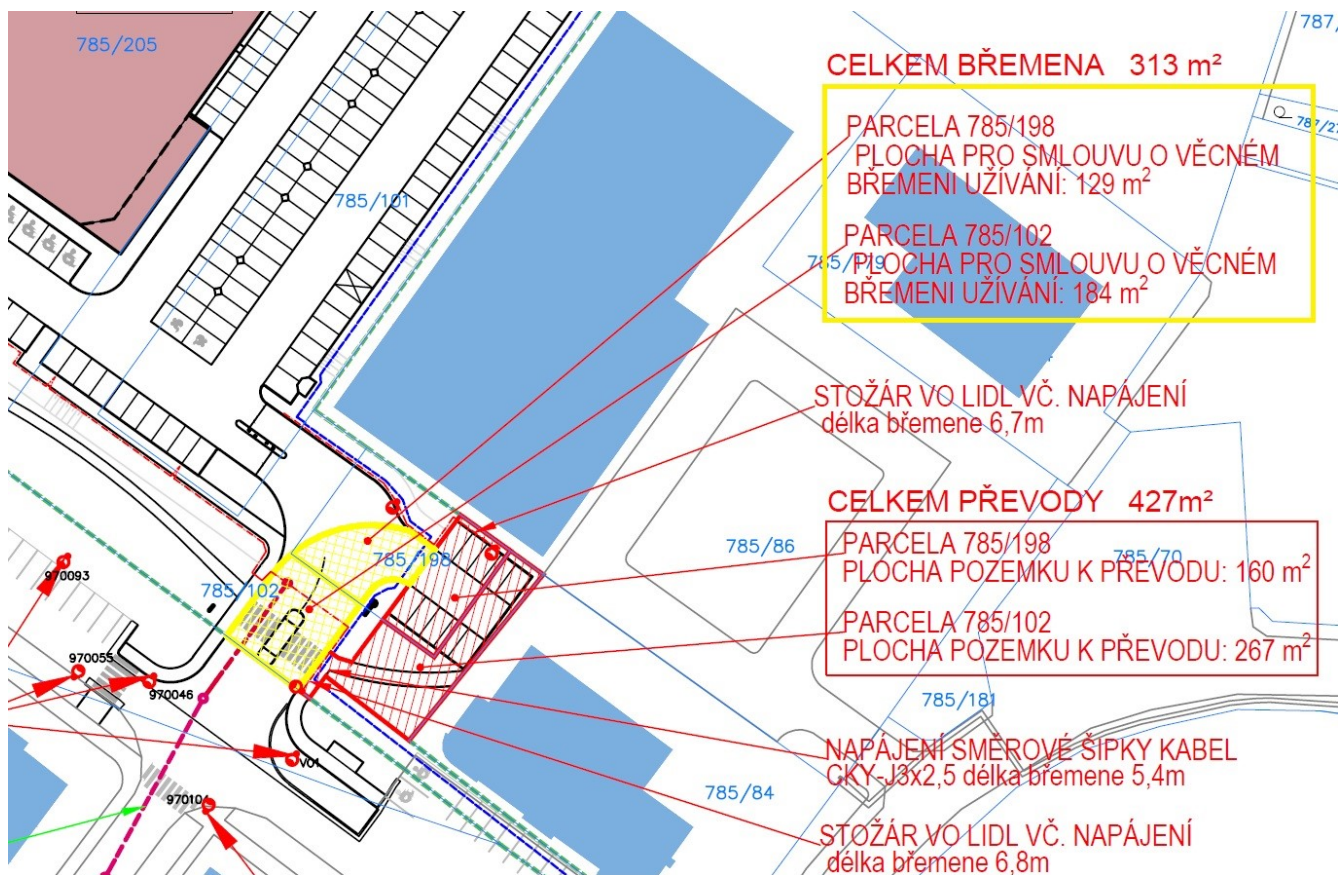 785/205
787/
CELKEM BŘEMENA 313 m²
PARCELA 785/198
PLOCHA PRO SMLOUVU O VĚCNÉM
BŘEMENI UŽÍVÁNÍ: 129 m²
PARCELA 785/102
PLOCHA PRO SMLOUVU O VĚCNÉM
BŘEMENI UŽÍVÁNÍ: 184 m²
785/101
785/179
STOŽÁR VO LIDL VČ. NAPÁJENÍ
délka břemene 6,7m
CELKEM PŘEVODY 427m²
PARCELA 785/198
PLOCHA POZEMKU K PŘEVODU: 160 m²
PARCELA 785/102
PLOCHA POZEMKU K PŘEVODU: 267 m²
785/86
785/70
785/198
785/102
970093
970055
970046
V01
785/181
NAPÁJENÍ SMĚROVÉ ŠIPKY KABEL
CKY-J3x2,5 délka břemene 5,4m
785/84
STOŽÁR VO LIDL VČ. NAPÁJENÍ
délka břemene 6,8m